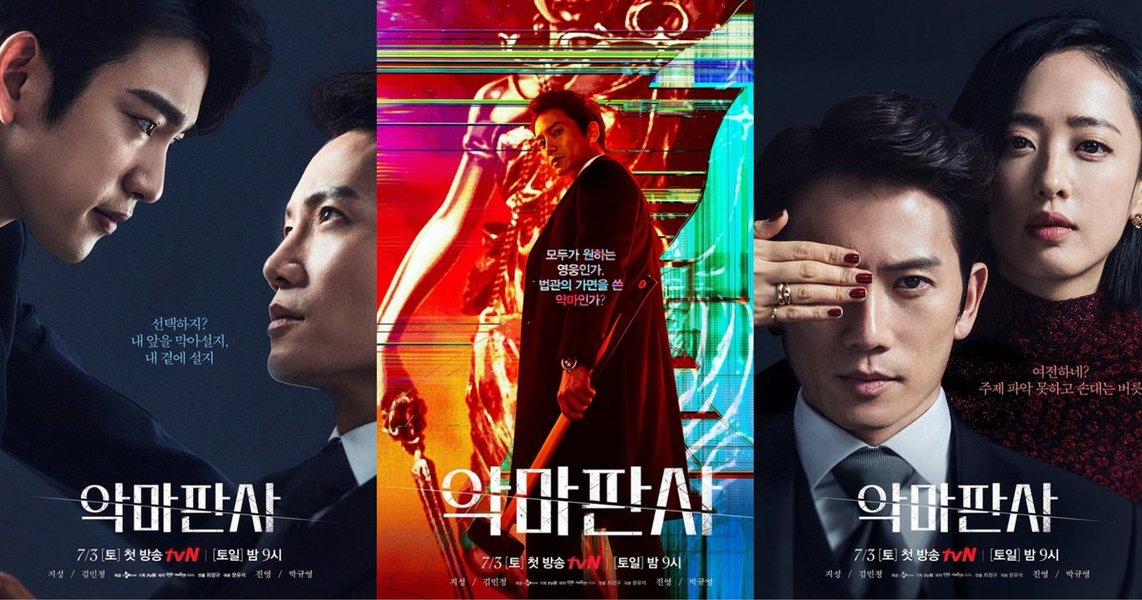 선택하지?
내 앞을 막아설지,
내 곁에 설지
악마판사
7/3 [토] 첫 방송 tvN | [토일] 밤 9시
지성 / 김민정 진영 / 박규영
모두가 원하는
영웅인가,
법관의 가면을 쓴
악마인가?
악마판사
7/3 [토] 첫 방송 tvN | [토일] 밤 9시
지성 / 김민정 진영 / 박규영
여전하네?
주제 파악 못하고 손대는 버릇
악마판사
7/3 [토] 첫 방송 tvN | [토일] 밤 9시
지성 / 김민정 진영 / 박규영